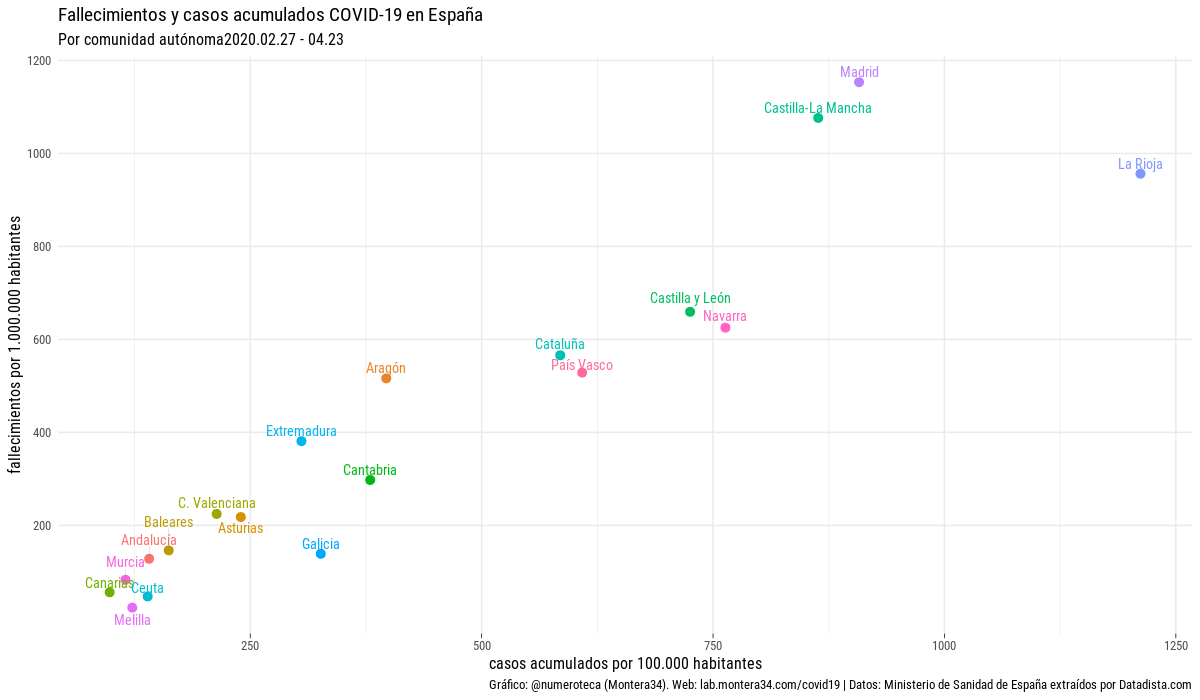 Fallecimientos y casos acumulados COVID-19 en España
Por comunidad autónoma2020.02.27 - 04.23
fallecimientos por 1.000.000 habitantes
1200
1000
800
600
400
200
Madrid
Castilla-La Mancha
La Rioja
Castilla y León
Navarra
Cataluña
País Vasco
Aragón
Extremadura
Cantabria
C. Valenciana
Baleares
Asturias
Andalucía
Galicia
Murcia
Canarias
Ceuta
Melilla
250
500
750
1000
1250
casos acumulados por 100.000 habitantes
Gráfico: @numeroteca (Montera34). Web: lab.montera34.com/covid19 | Datos: Ministerio de Sanidad de España extraídos por Datadista.com